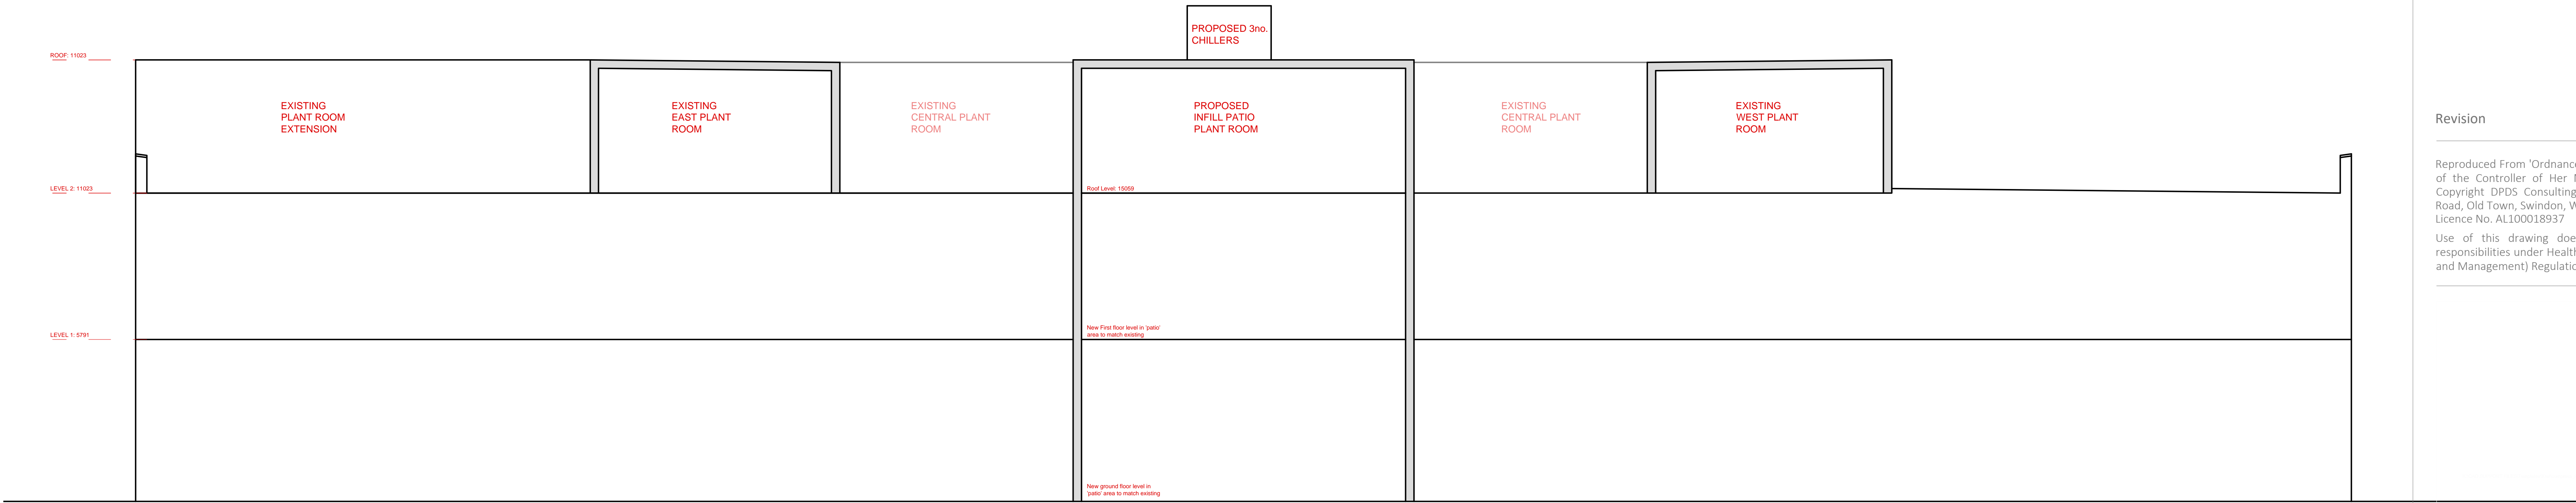 PROPOSED 3no.
CHILLERS
ROOF: 11023
EXISTING
PLANT ROOM
EXTENSION
EXISTING
EAST PLANT
ROOM
EXISTING
CENTRAL PLANT
ROOM
PROPOSED
INFILL PATIO
PLANT ROOM
EXISTING
CENTRAL PLANT
ROOM
EXISTING
WEST PLANT
ROOM
LEVEL 2: 11023
Roof Level: 15059
LEVEL 1: 5791
New First floor level in 'patio'
area to match existing
New ground floor level in
'patio' area to match existing
Revision
Reproduced From 'Ordnance
of the Controller of Her
Copyright DPDS Consulting
Road, Old Town, Swindon,
Licence No. AL100018937
Use of this drawing doe
responsibilities under Health
and Management) Regulatio